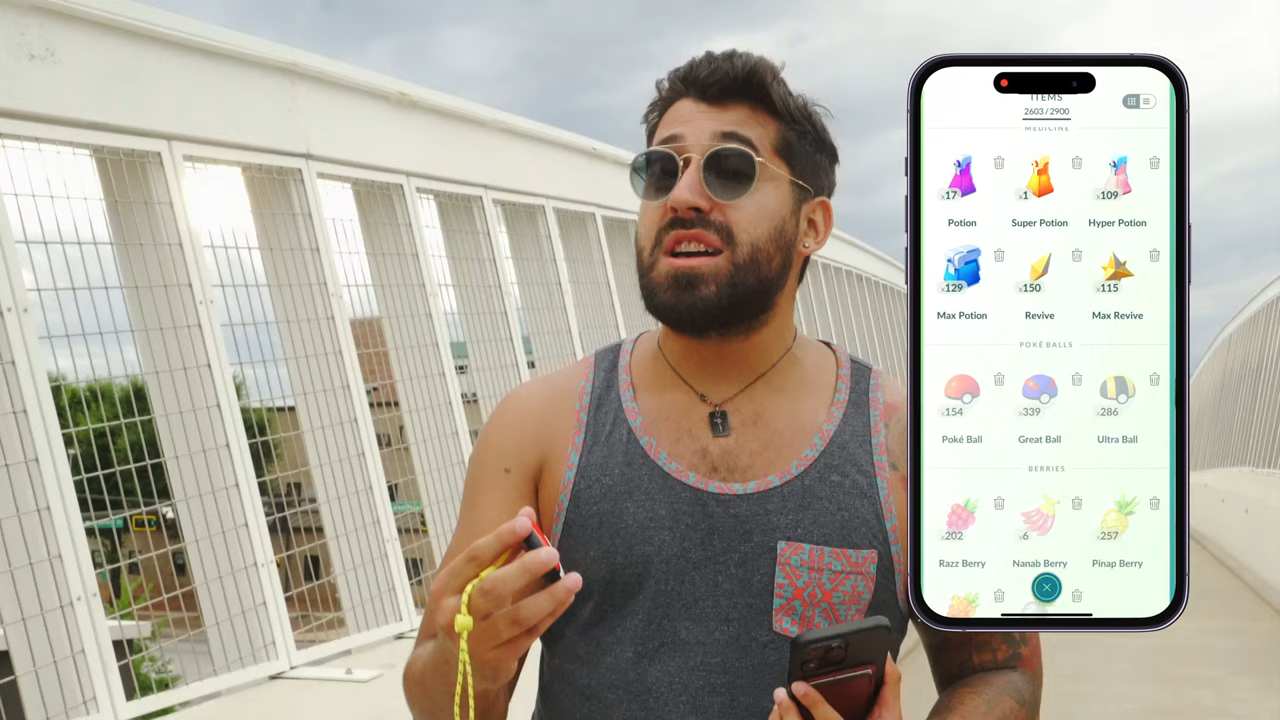 ITEMS
2603 / 2900
MEDICINE
x17 x1 x109
Potion Super Potion Hyper Potion
x129 x150 x115
Max Potion Revive Max Revive
POKÉ BALLS
x154 x339 x286
Poké Ball Great Ball Ultra Ball
BERRIES
x202 x6 x257
Razz Berry Nanab Berry Pinap Berry